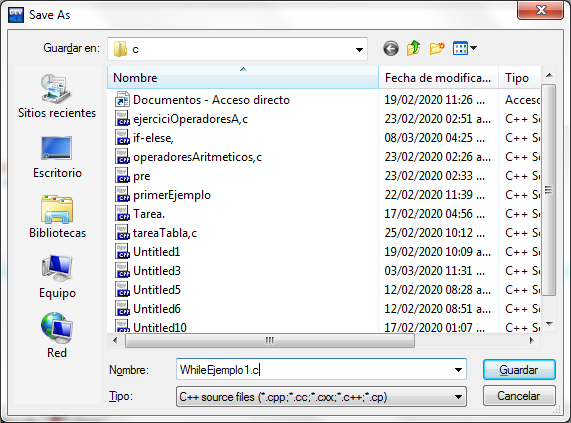 DEV
Save As
Guardar en: c
Nombre Fecha de modifica... Tipo
Documentos - Acceso directo 19/02/2020 11:26 ... Acceso
ejerciciOperadoresA,c 23/02/2020 02:51 a... C++ So
if-elese, 08/03/2020 04:25 ... C++ So
operadoresAritmeticos,c 23/02/2020 02:26 a... C++ So
pre 23/02/2020 02:33 ... C++ So
primerEjemplo 22/02/2020 11:39 ... C++ So
Tarea. 17/02/2020 04:56 ... C++ So
tareaTabla,c 25/02/2020 10:12 ... C++ So
Untitled1 19/02/2020 10:09 a... C++ So
Untitled3 03/03/2020 11:31 ... C++ So
Untitled5 12/02/2020 08:28 a... C++ So
Untitled6 12/02/2020 08:51 a... C++ So
Untitled10 17/02/2020 01:07 ... C++ So
Sitios recientes
Escritorio
Bibliotecas
Equipo
Red
Nombre: WhileEjemplo1.c Guardar
Tipo: C++ source files (*.cpp;*.cc;*.cxx;*.c++;*.cp) Cancelar